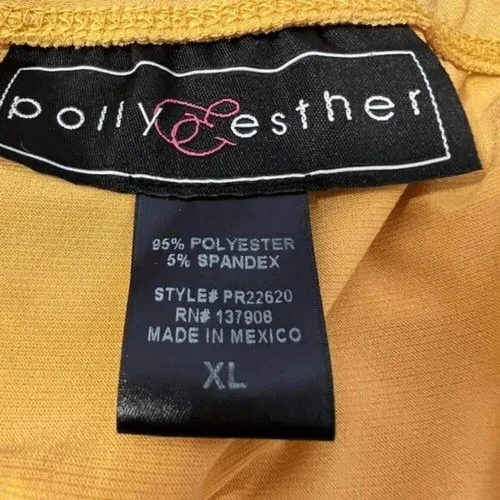 polly & esther
95% POLYESTER
5% SPANDEX
STYLE# PR22620
RN# 137908
MADE IN MEXICO
XL